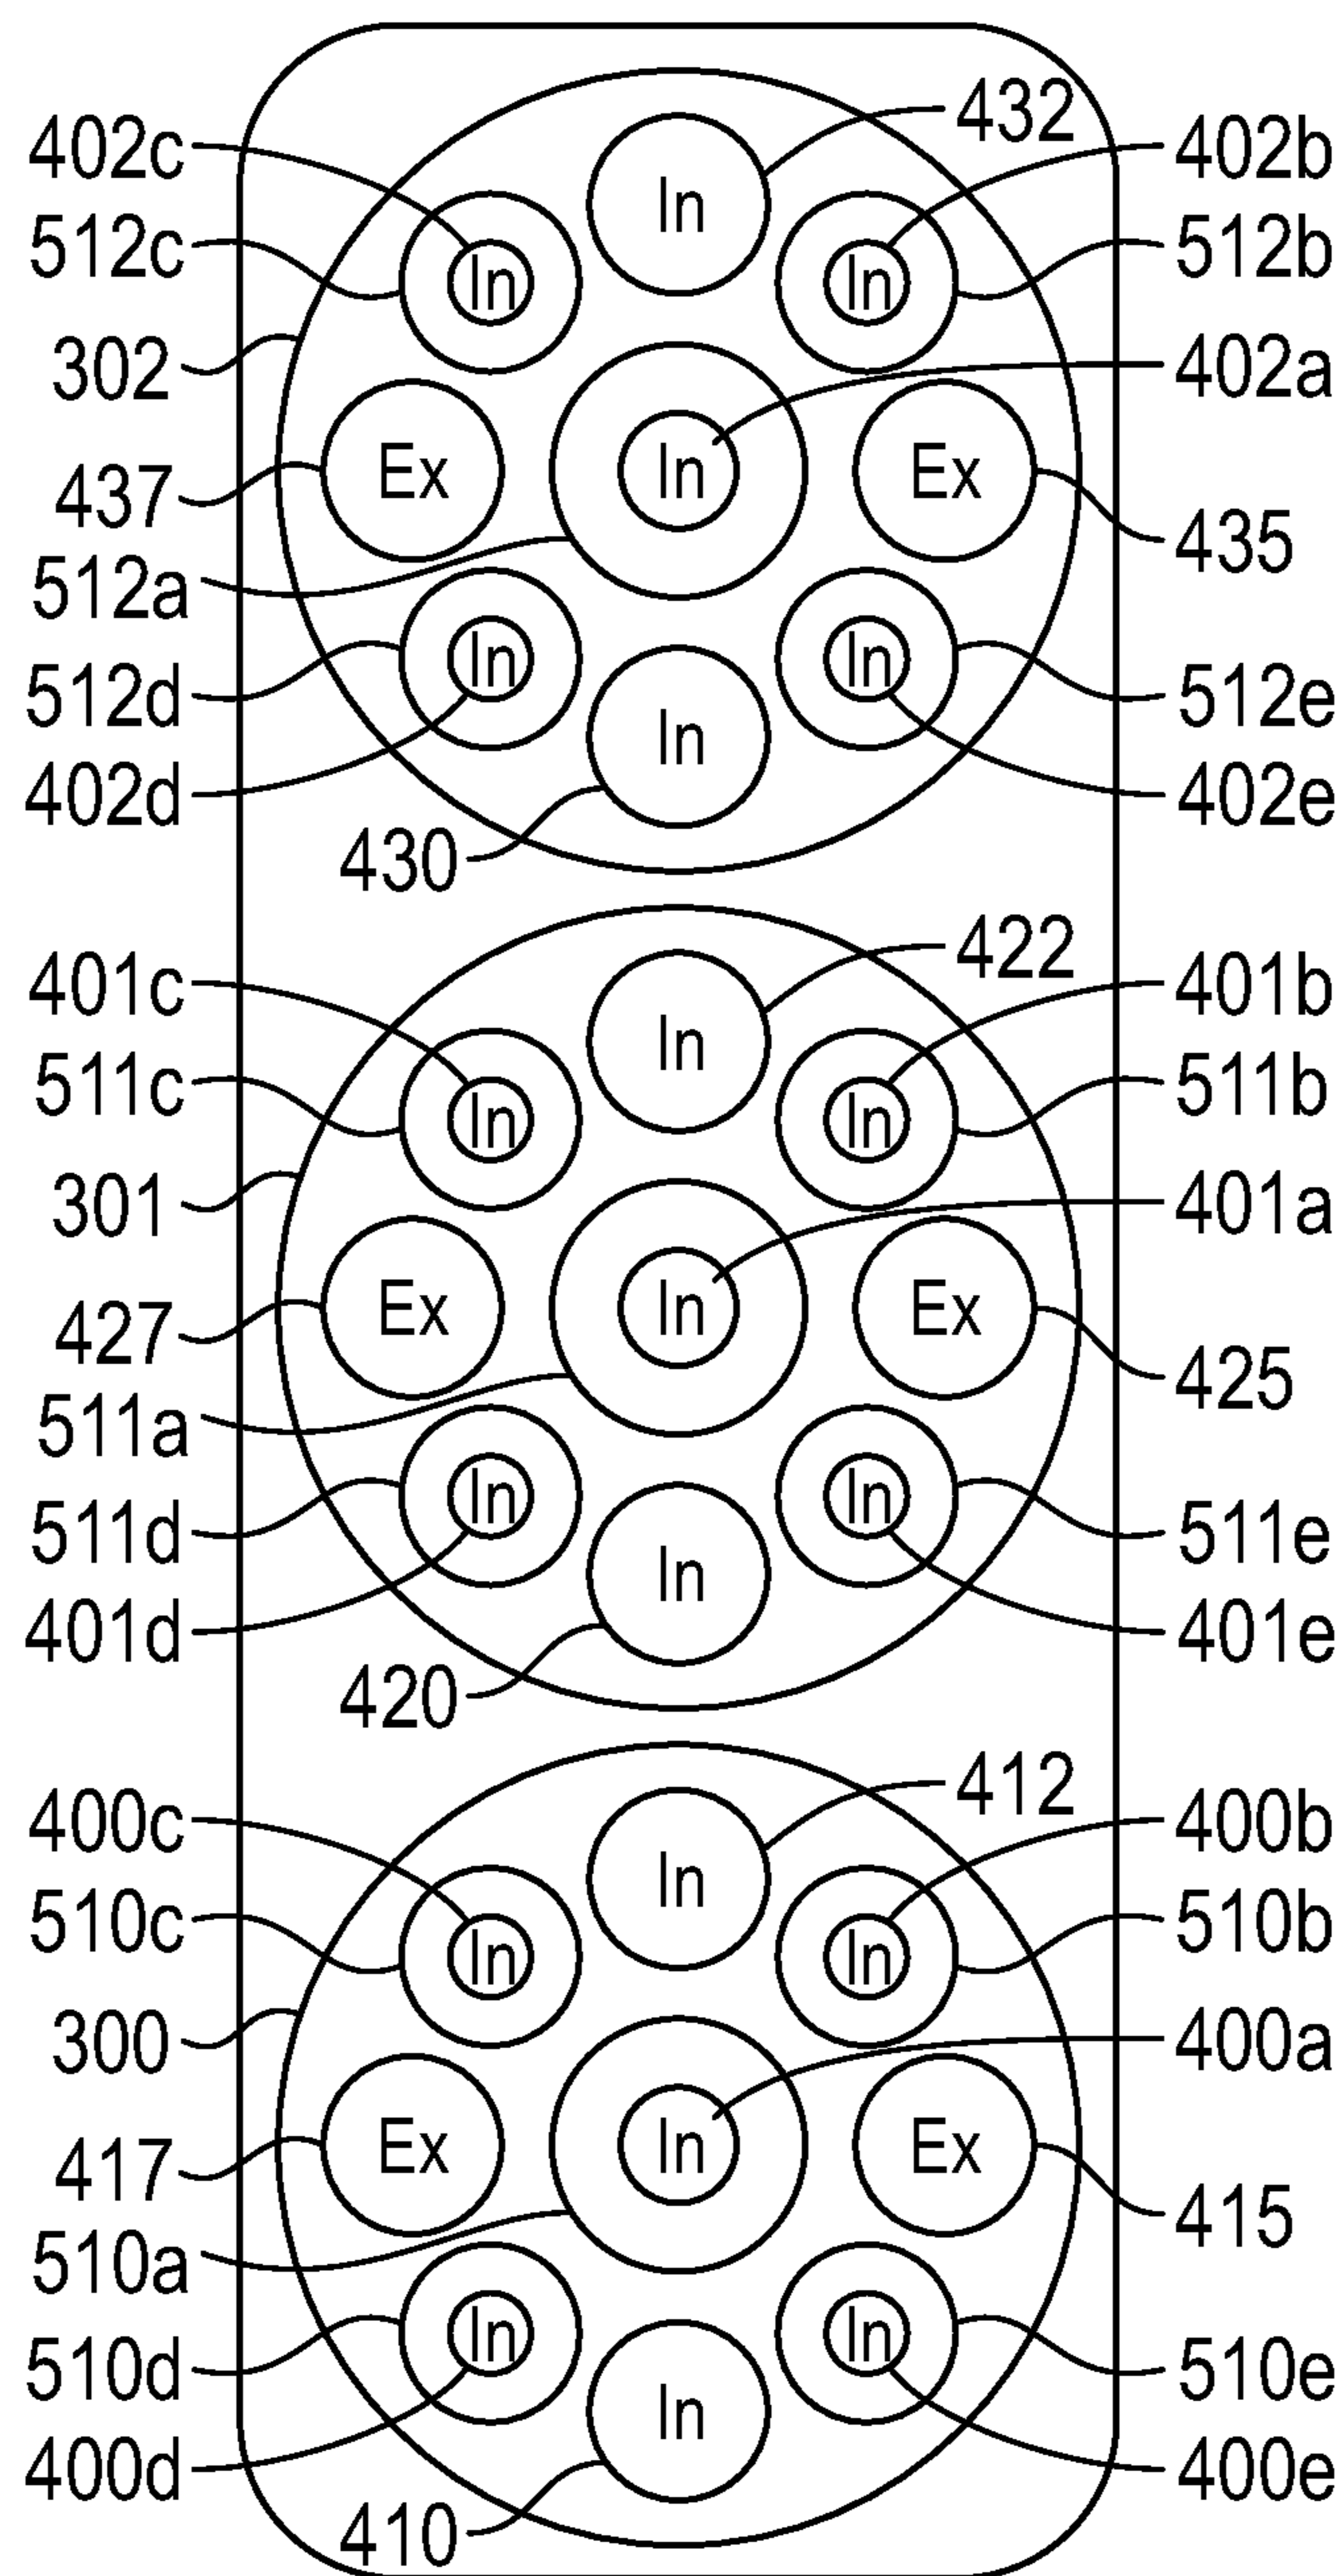 432
402c
402b
In
512c
512b
In
In
302
402a
437
Ex
In
Ex
435
512a
512d
In
In
512e
402d
In
402e
430
422
401c
401b
In
511c
511b
In
In
301
401a
427
Ex
In
Ex
425
511a
511d
In
In
511e
401d
In
401e
420
412
400c
400b
In
510c
510b
In
In
300
400a
417
Ex
In
Ex
415
510a
510d
In
In
510e
400d
In
400e
410